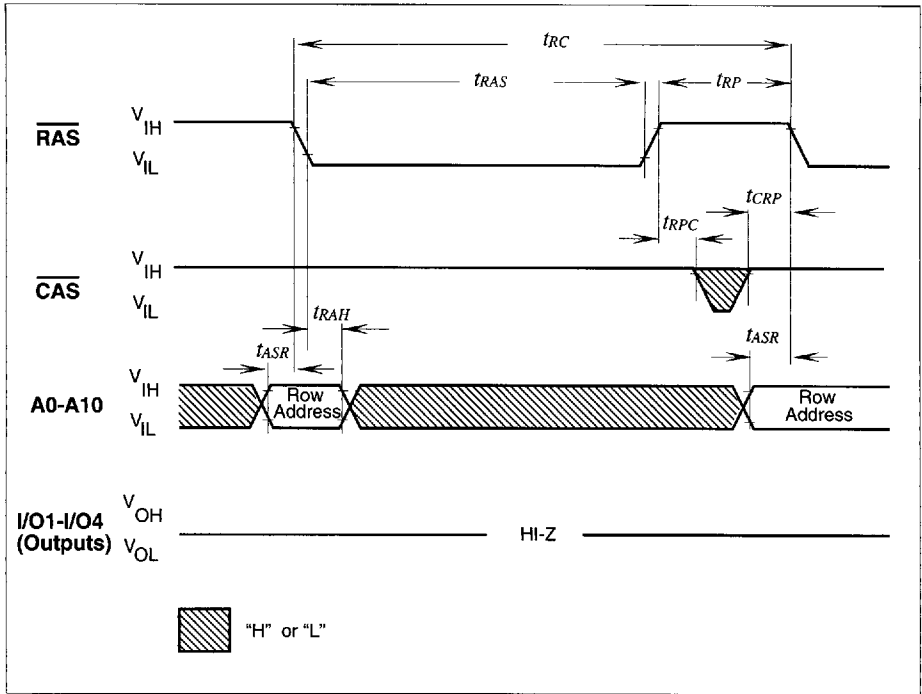 tRC
tRAS
tRP
RAS
VIH
VIL
tCRP
tRPC
CAS
VIH
VIL
tRAH
tASR
tASR
A0-A10
VIH
VIL
Row
Address
Row
Address
I/O1-I/O4
(Outputs)
VOH
VOL
HI-Z
"H" or "L"